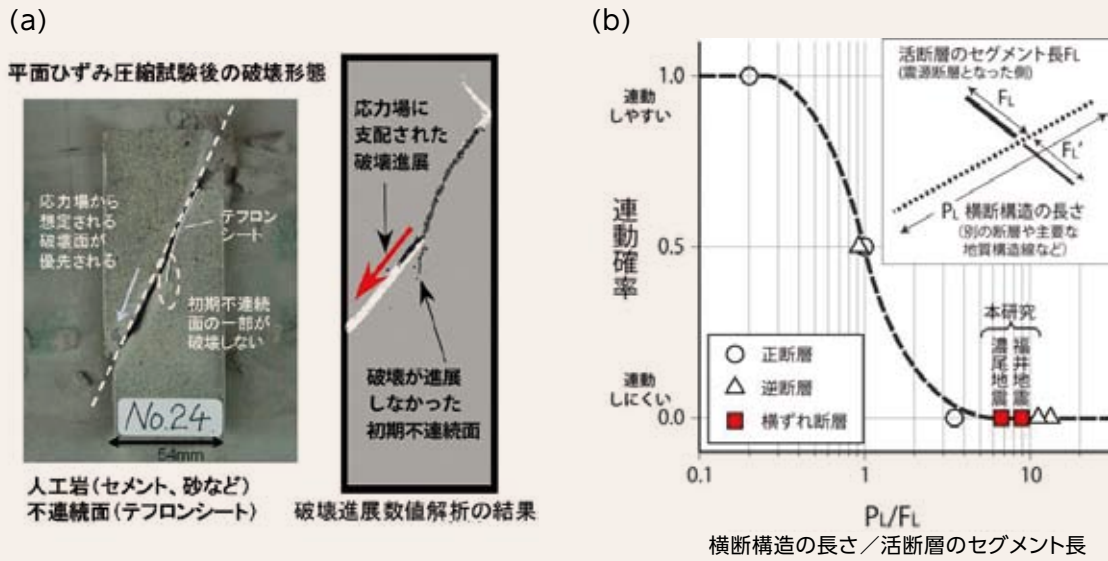 (a)
平面ひずみ圧縮試験後の破壊形態
応力場から
想定される
破壊面が
優先される
テフロン
シート
初期不連続
面の一部が
破壊しない
No.24
54mm
人工岩(セメント、砂など)
不連続面(テフロンシート)
応力場に
支配された
破壊進展
破壊が進展
しなかった
初期不連続面
破壊進展数値解析の結果
(b)
活断層のセグメント長FL
(震源断層となった側)
FL
FL'
PL 横断構造の長さ
(別の断層や主要な
地質構造線など)
連動確率
1.0
連動
しやすい
0.5
連動
しにくい
0.0
本研究
濃尾地震
福井地震
正断層
逆断層
横ずれ断層
0.1
1
10
PL/FL
横断構造の長さ/活断層のセグメント長